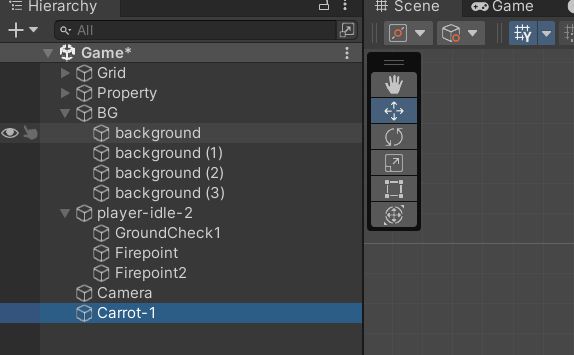 Hierarchy
All
Game*
Grid
Property
BG
background
background (1)
background (2)
background (3)
player-idle-2
GroundCheck1
Firepoint
Firepoint2
Camera
Carrot-1
Scene
Game
Y